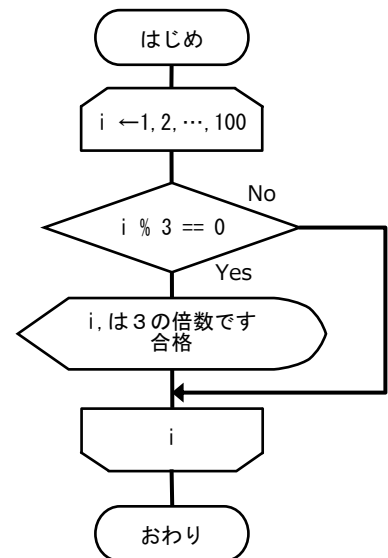 はじめ
i ←1,2,…,100
No
i % 3 == 0
Yes
i,は３の倍数です
合格
i
おわり